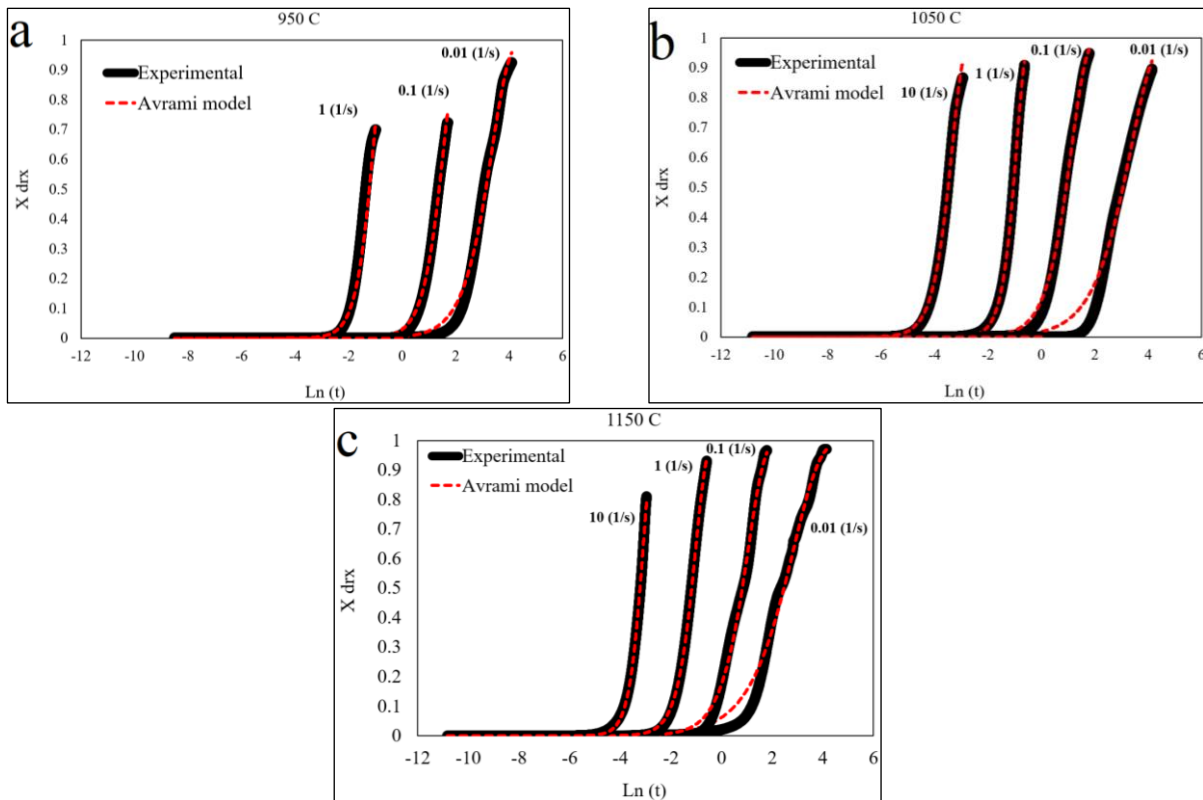 a
950 C
1
0.9
0.8
0.7
0.6
0.5
0.4
0.3
0.2
0.1
0
X drx
Experimental
Avrami model
1 (1/s)
0.1 (1/s)
0.01 (1/s)
-12 -10 -8 -6 -4 -2 0 2 4 6
Ln (t)
b
1050 C
1
0.9
0.8
0.7
0.6
0.5
0.4
0.3
0.2
0.1
0
X drx
Experimental
Avrami model
10 (1/s)
1 (1/s)
0.1 (1/s)
0.01 (1/s)
-12 -10 -8 -6 -4 -2 0 2 4 6
Ln (t)
c
1150 C
1
0.9
0.8
0.7
0.6
0.5
0.4
0.3
0.2
0.1
0
X drx
Experimental
Avrami model
10 (1/s)
1 (1/s)
0.1 (1/s)
0.01 (1/s)
-12 -10 -8 -6 -4 -2 0 2 4 6
Ln (t)